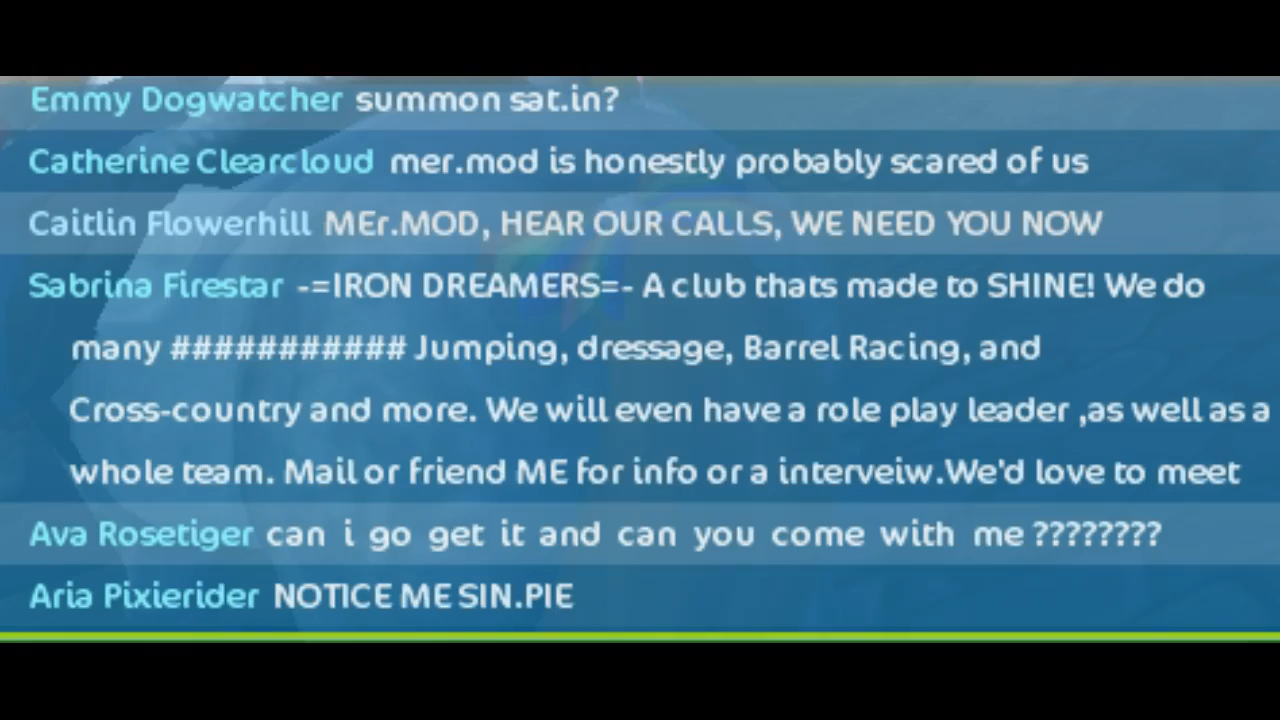 Emmy Dogwatcher summon sat.in?
Catherine Clearcloud mer.mod is honestly probably scared of us
Caitlin Flowerhill MEr.MOD, HEAR OUR CALLS, WE NEED YOU NOW
Sabrina Firestar -=IRON DREAMERS=- A club thats made to SHINE! We do
many ########### Jumping, dressage, Barrel Racing, and
Cross-country and more. We will even have a role play leader ,as well as a
whole team. Mail or friend ME for info or a interveiw.We'd love to meet
Ava Rosetiger can i go get it and can you come with me ????????
Aria Pixierider NOTICE ME SIN.PIE